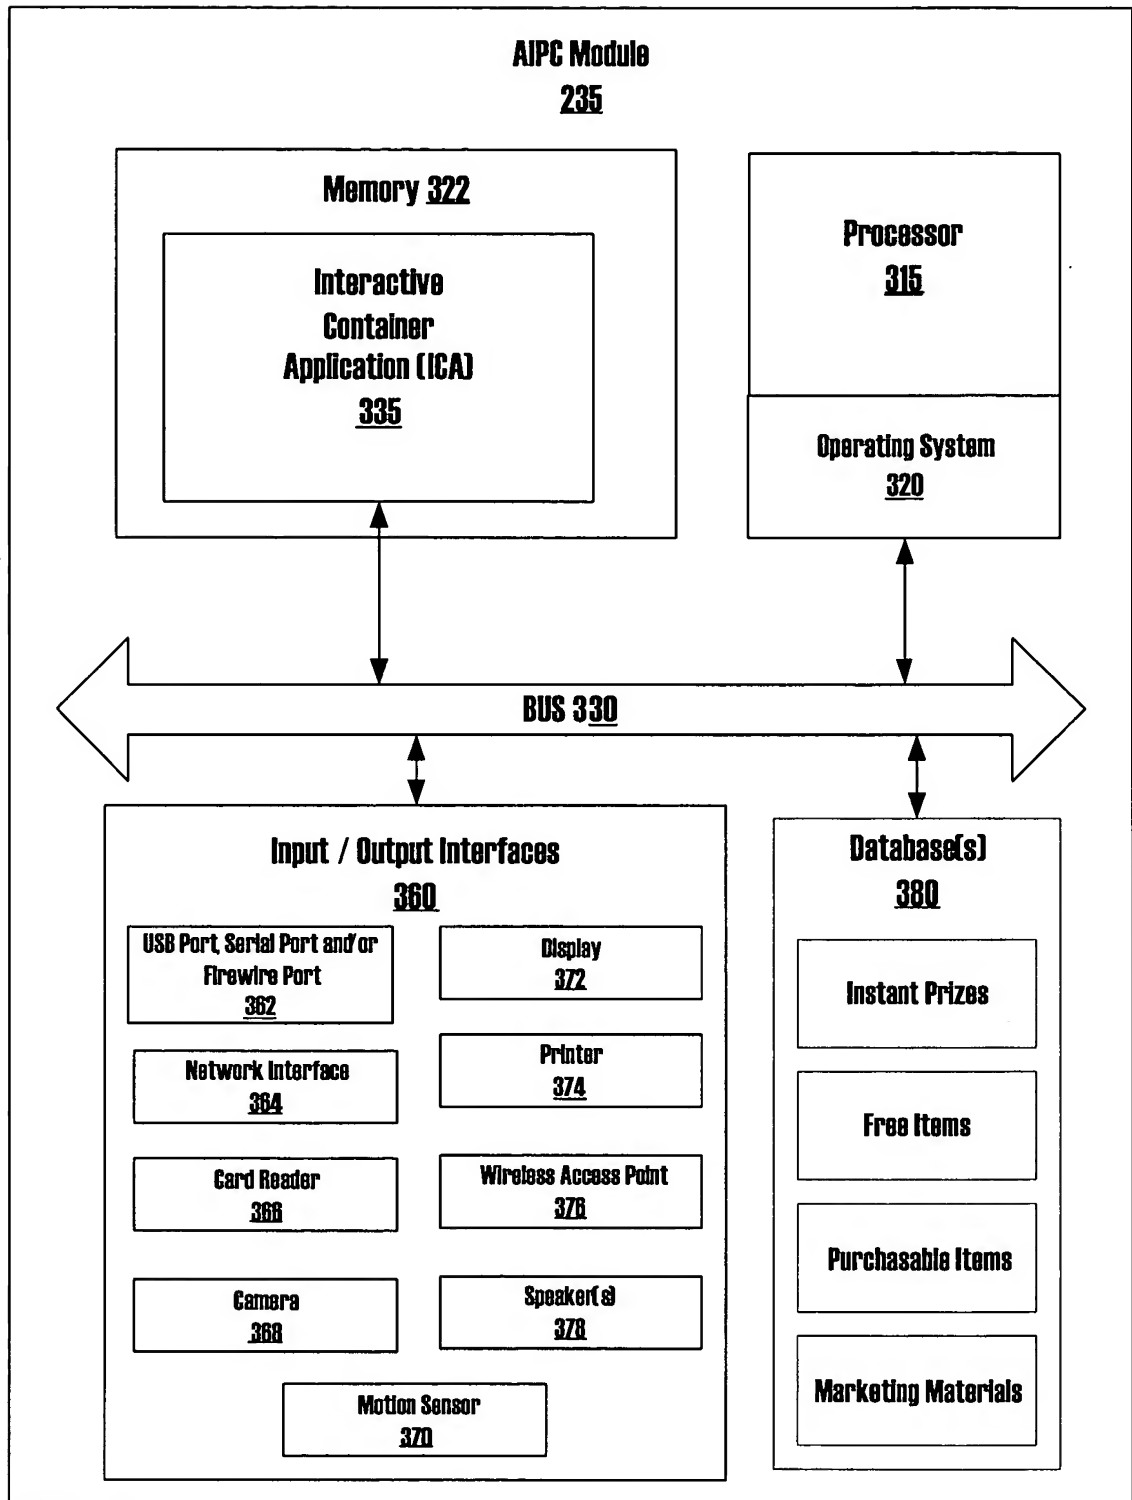 AIPC Module
235
Memory 322
Interactive
Container
Application (ICA)
335
Processor
315
Operating System
320
BUS 330
Input / Output Interfaces
360
USB Port, Serial Port and/or
Firewire Port
362
Display
372
Network Interface
364
Printer
374
Card Reader
366
Wireless Access Point
376
Camera
368
Speaker(s)
378
Motion Sensor
370
Database(s)
380
Instant Prizes
Free Items
Purchasable Items
Marketing Materials